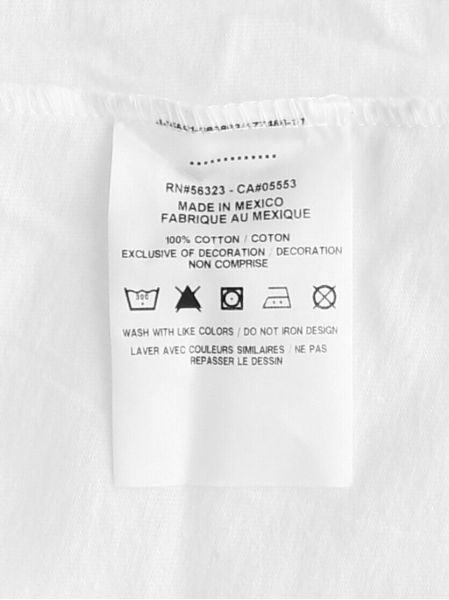 RN#56323 - CA#05553
MADE IN MEXICO
FABRIQUE AU MEXIQUE
100% COTTON / COTON
EXCLUSIVE OF DECORATION / DECORATION
NON COMPRISE
WASH WITH LIKE COLORS / DO NOT IRON DESIGN
LAVER AVEC COULEURS SIMILAIRES / NE PAS
REPASSER LE DESSIN